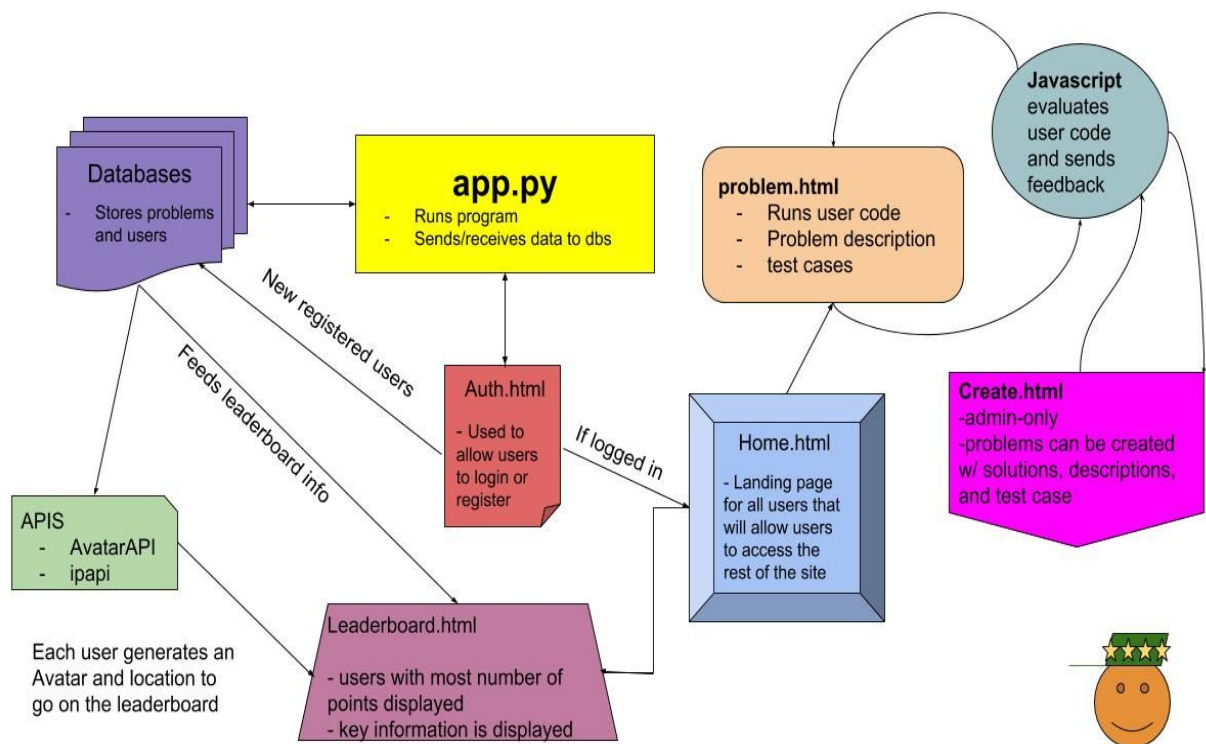 Databases
- Stores problems
and users
app.py
- Runs program
- Sends/receives data to dbs
problem.html
- Runs user code
- Problem description
- test cases
Javascript
evaluates
user code
and sends
feedback
New registered users
Feeds leaderboard info
Auth.html
- Used to
allow users
to login or
register
If logged in
Home.html
- Landing page
for all users that
will allow users
to access the
rest of the site
Create.html
-admin-only
-problems can be created
w/ solutions, descriptions,
and test case
APIS
- AvatarAPI
- ipapi
Each user generates an
Avatar and location to
go on the leaderboard
Leaderboard.html
- users with most number of
points displayed
- key information is displayed